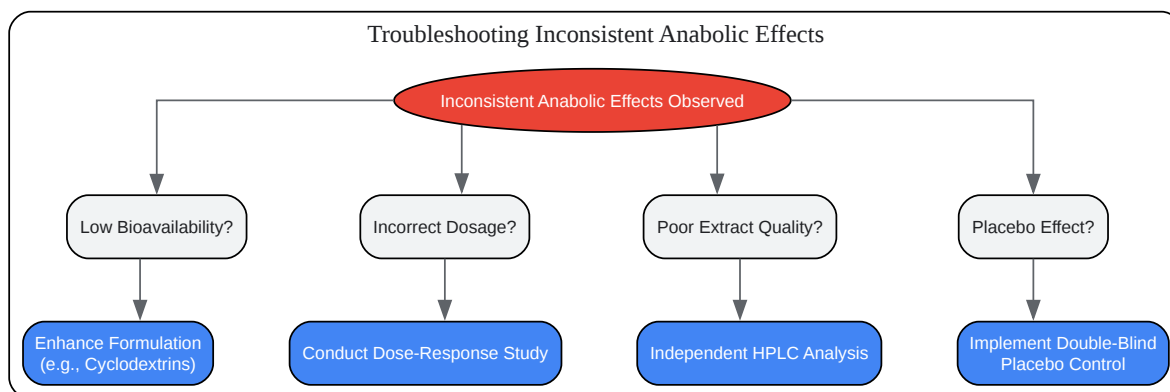 Troubleshooting Inconsistent Anabolic Effects
Inconsistent Anabolic Effects Observed
Low Bioavailability?
Incorrect Dosage?
Poor Extract Quality?
Placebo Effect?
Enhance Formulation
(e.g., Cyclodextrins)
Conduct Dose-Response Study
Independent HPLC Analysis
Implement Double-Blind
Placebo Control